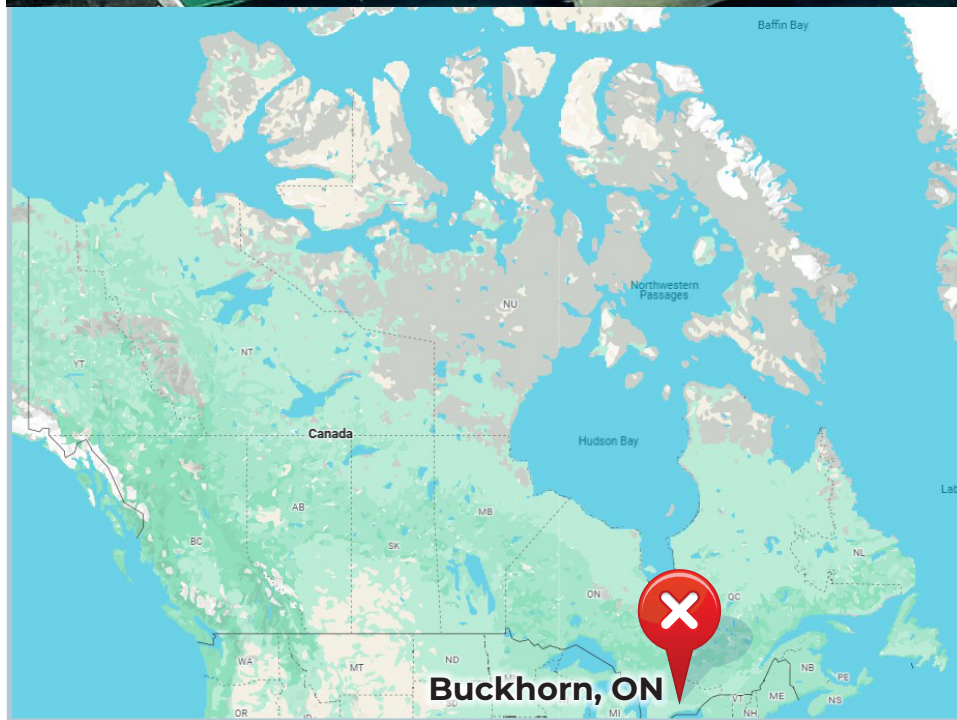 Baffin Bay
Northwestern
Passages
NU
YT
NT
Canada
Hudson Bay
AB
MB
BC
SK
NL
ON
QC
WA
MT
ND
NB
PE
Buckhorn, ON
OR
SD
MI
VT
ME
NS
NH